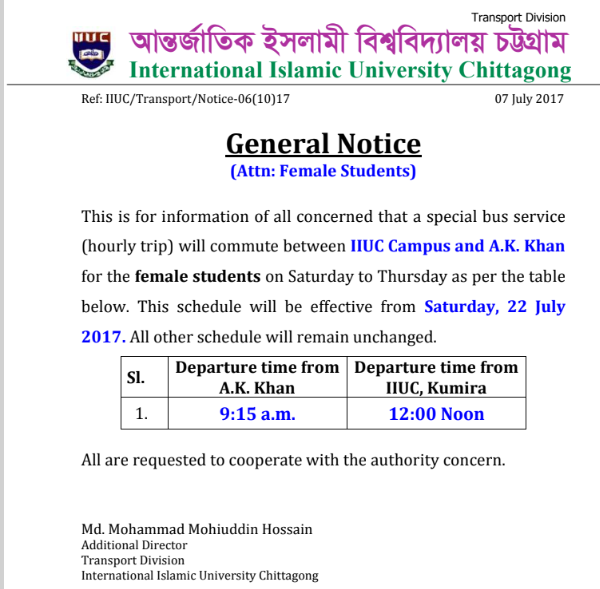 Transport Division
আন্তর্জাতিক ইসলামী বিশ্ববিদ্যালয় চট্টগ্রাম
IIUC
International Islamic University Chittagong
Ref: IIUC/Transport/Notice-06(10)17 07 July 2017
General Notice
(Attn: Female Students)
This is for information of all concerned that a special bus service
(hourly trip) will commute between IIUC Campus and A.K. Khan
for the female students on Saturday to Thursday as per the table
below. This schedule will be effective from Saturday, 22 July
2017. All other schedule will remain unchanged.
Sl. Departure time from A.K. Khan Departure time from IIUC, Kumira
1. 9:15 a.m. 12:00 Noon
All are requested to cooperate with the authority concern.
Md. Mohammad Mohiuddin Hossain
Additional Director
Transport Division
International Islamic University Chittagong